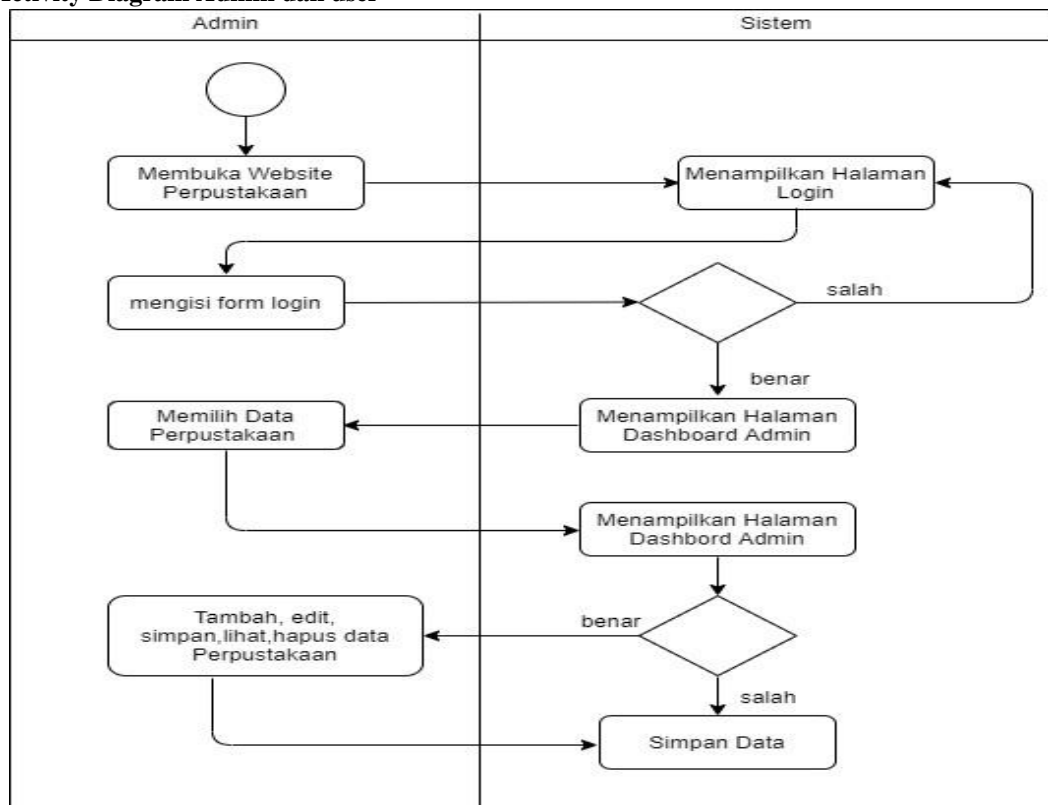 Admin
Sistem
Membuka Website
Perpustakaan
Menampilkan Halaman
Login
mengisi form login
salah
benar
Memilih Data
Perpustakaan
Menampilkan Halaman
Dashboard Admin
Menampilkan Halaman
Dashbord Admin
Tambah, edit,
simpan,lihat,hapus data
Perpustakaan
benar
salah
Simpan Data